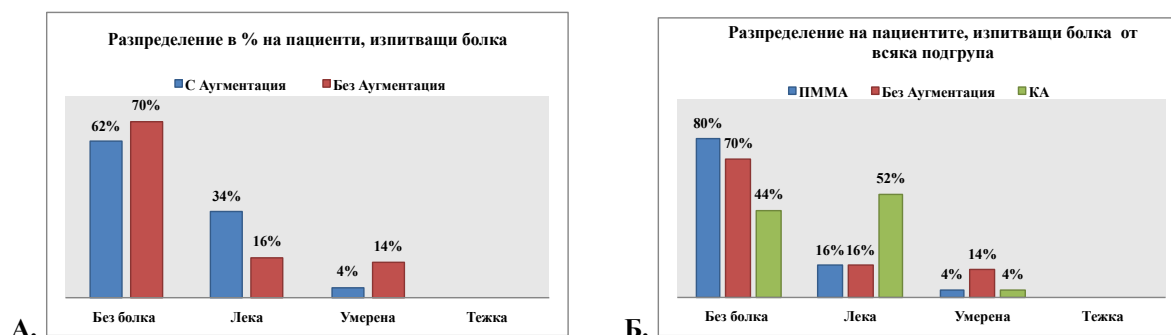 Разпределение в % на пациенти, изпитващи болка
С Аугментация Без Аугментация
62% 70%
34% 16%
4% 14%
Без болка Лека Умерена Тежка
А.
Разпределение на пациентите, изпитващи болка от
всяка подгрупа
ПММА Без Аугментация КА
80% 70% 44%
16% 16% 52%
4% 14% 4%
Без болка Лека Умерена Тежка
Б.